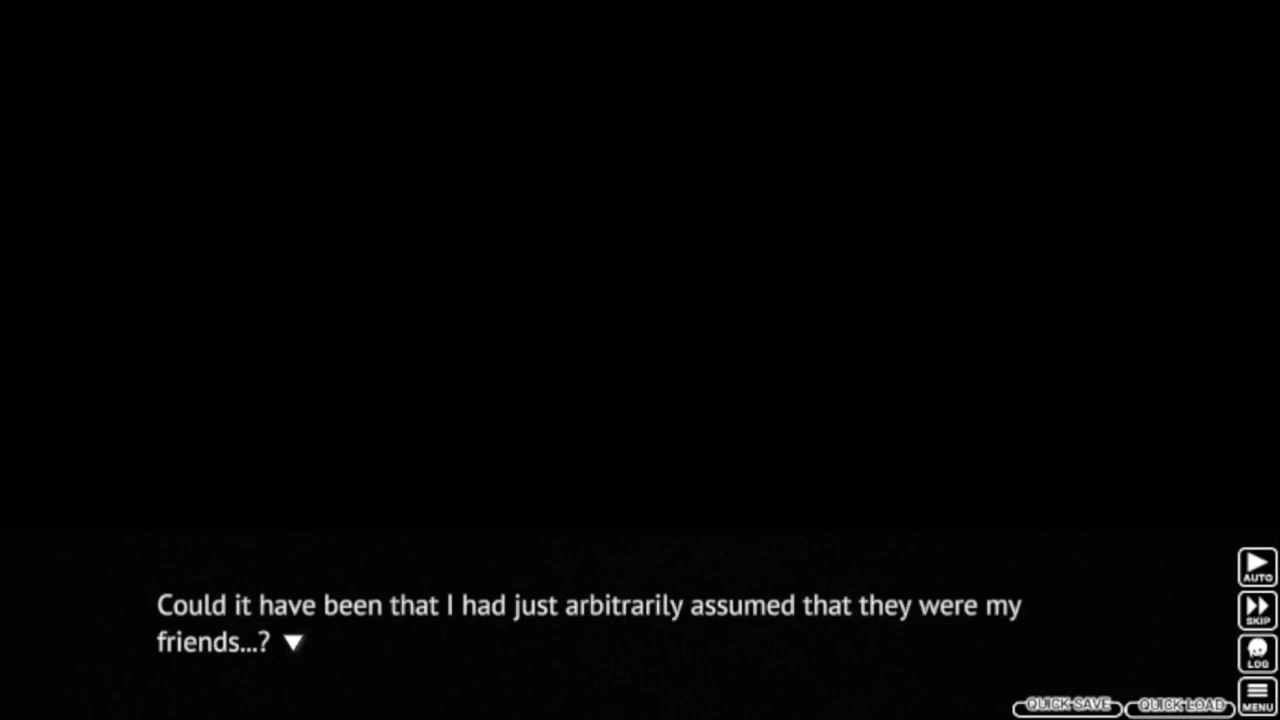 Could it have been that I had just arbitrarily assumed that they were my
friends...?
AUTO
SKIP
LOG
MENU
QUICK SAVE
QUICK LOAD